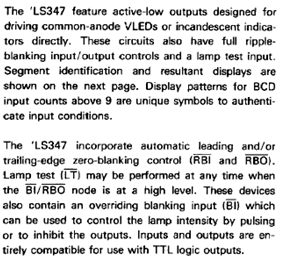 The 'LS347 feature active-low outputs designed for
driving common-anode VLEDs or incandescent indica-
tors directly. These circuits also have full ripple-
blanking input/output controls and a lamp test input.
Segment identification and resultant displays are
shown on the next page. Display patterns for BCD
input counts above 9 are unique symbols to authenti-
cate input conditions.
The 'LS347 incorporate automatic leading and/or
trailing-edge zero-blanking control (R̅B̅I̅ and R̅B̅O̅).
Lamp test (L̅T̅) may be performed at any time when
the B̅I̅/R̅B̅O̅ node is at a high level. These devices
also contain an overriding blanking input (B̅I̅) which
can be used to control the lamp intensity by pulsing
or to inhibit the outputs. Inputs and outputs are en-
tirely compatible for use with TTL logic outputs.